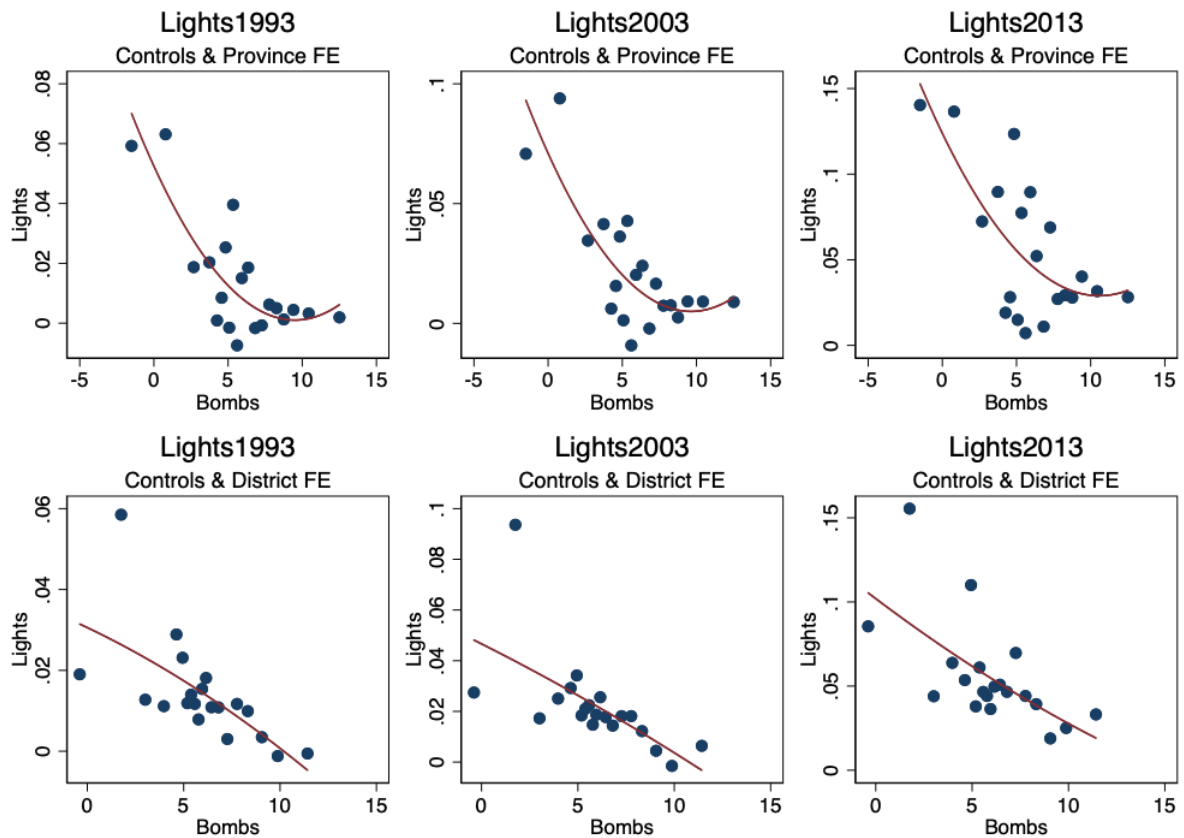 Lights1993 Lights2003 Lights2013
Controls & Province FE Controls & Province FE Controls & Province FE
Lights Lights Lights
0 .02 .04 .06 .08
0 .05 .1
0 .05 .1 .15
-5 0 5 10 15 -5 0 5 10 15 -5 0 5 10 15
Bombs Bombs Bombs
Lights1993 Lights2003 Lights2013
Controls & District FE Controls & District FE Controls & District FE
Lights Lights Lights
0 .02 .04 .06
0 .02 .04 .06 .08 .1
0 .05 .1 .15
0 5 10 15 0 5 10 15 0 5 10 15
Bombs Bombs Bombs